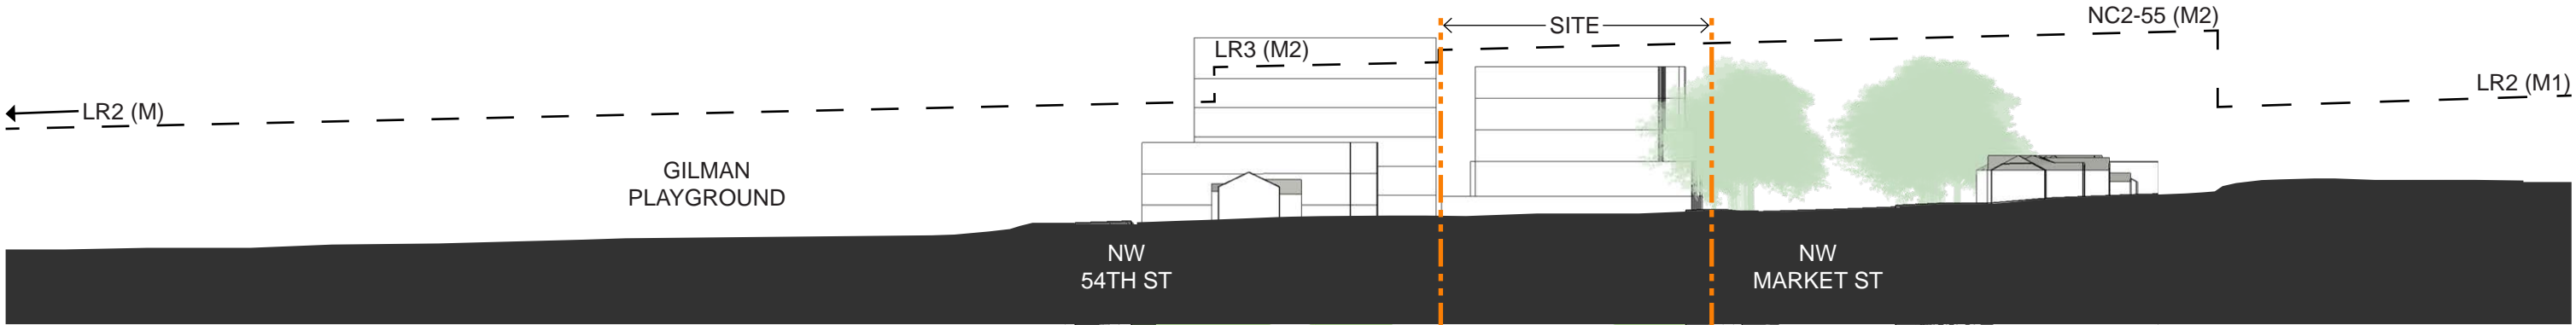 SITE
NC2-55 (M2)
LR3 (M2)
LR2 (M1)
LR2 (M)
GILMAN
PLAYGROUND
NW
54TH ST
NW
MARKET ST